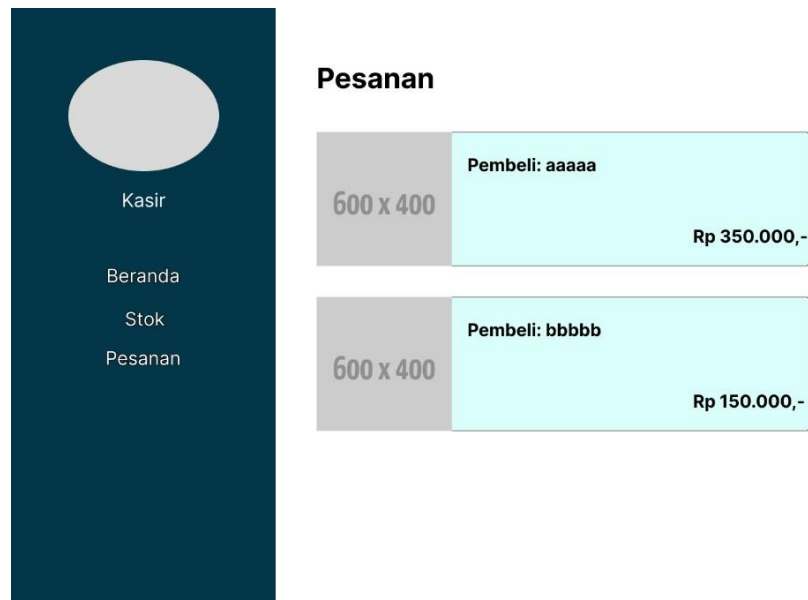 Kasir
Beranda
Stok
Pesanan
Pesanan
600 x 400
Pembeli: aaaaa
Rp 350.000,-
600 x 400
Pembeli: bbbbb
Rp 150.000,-